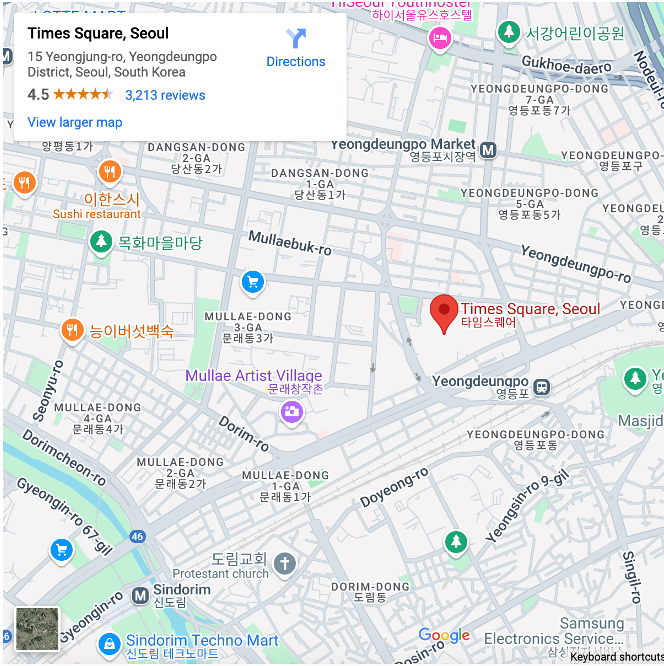 LOTTE MART
Times Square, Seoul
15 Yeongjung-ro, Yeongdeungpo
District, Seoul, South Korea
4.5
3,213 reviews
View larger map
Directions
HiSeoul Youthhostel
하이서울유스호스텔
서강어린이공원
Gukhoe-daero
Nodeul-ro
YEONGDEUNGPO-DONG
7-GA
영등포동7가
양평동1가
DANGSAN-DONG
2-GA
당산동2가
Yeongdeungpo Market
영등포시장역
영등포구
DANGSAN-DONG
1-GA
당산동1가
YEONGDEUNGPO-DONG
5-GA
영등포동5가
YEONGDEUNGPO-DONG
2-GA
이한스시
Sushi restaurant
목화마을마당
Mullaebuk-ro
Yeongdeungpo-ro
Times Square, Seoul
타임스퀘어
MULLAE-DONG
3-GA
문래동3가
능이버섯백숙
Seonyu-ro
Mullae Artist Village
문래창작촌
Yeongdeungpo
영등포
MULLAE-DONG
4-GA
문래동4가
Dorim-ro
Masjid
YEONGDEUNGPO-DONG
영등포동
Dorimcheon-ro
MULLAE-DONG
2-GA
문래동2가
MULLAE-DONG
1-GA
문래동1가
Doyeong-ro
Yeongsin-ro 9-gil
Gyeongin-ro 67-gil
46
도림교회
Protestant church
Singil-ro
DORIM-DONG
도림동
Sindorim
신도림
Gyeongin-ro
46
Sindorim Techno Mart
신도림 테크노마트
Google
Dosin-ro
Samsung
Electronics Service...
삼성전자서비스
Keyboard shortcuts